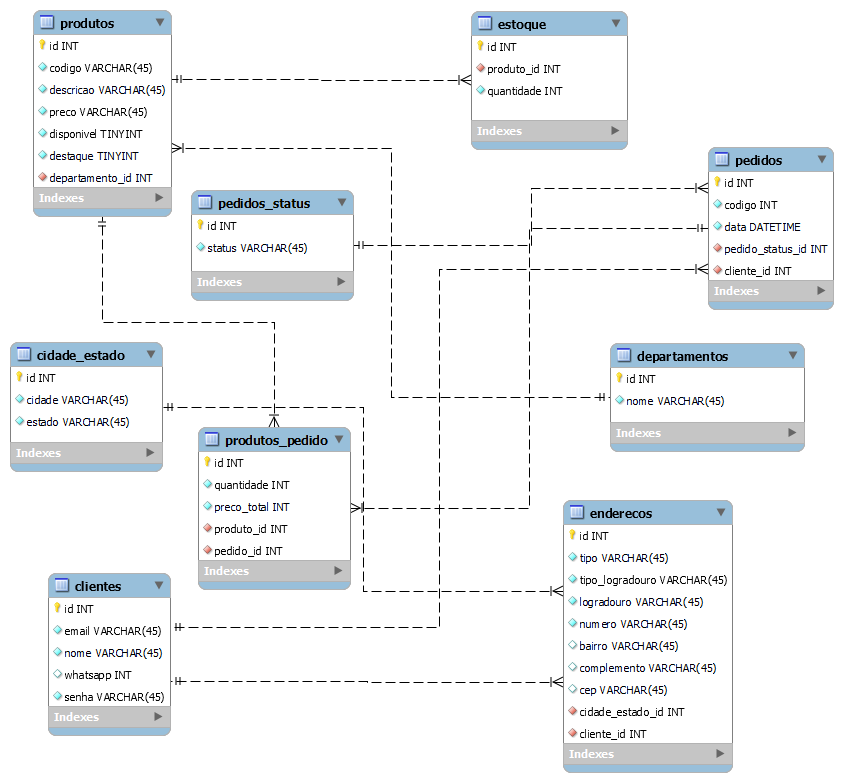 produtos
id INT
codigo VARCHAR(45)
descricao VARCHAR(45)
preco VARCHAR(45)
disponivel TINYINT
destaque TINYINT
departamento_id INT
Indexes
estoque
id INT
produto_id INT
quantidade INT
Indexes
pedidos
id INT
codigo INT
data DATETIME
pedido_status_id INT
cliente_id INT
Indexes
pedidos_status
id INT
status VARCHAR(45)
Indexes
cidade_estado
id INT
cidade VARCHAR(45)
estado VARCHAR(45)
Indexes
departamentos
id INT
nome VARCHAR(45)
Indexes
produtos_pedido
id INT
quantidade INT
preco_total INT
produto_id INT
pedido_id INT
Indexes
enderecos
id INT
tipo VARCHAR(45)
tipo_logradouro VARCHAR(45)
logradouro VARCHAR(45)
numero VARCHAR(45)
bairro VARCHAR(45)
complemento VARCHAR(45)
cep VARCHAR(45)
cidade_estado_id INT
cliente_id INT
Indexes
clientes
id INT
email VARCHAR(45)
nome VARCHAR(45)
whatsapp INT
senha VARCHAR(45)
Indexes